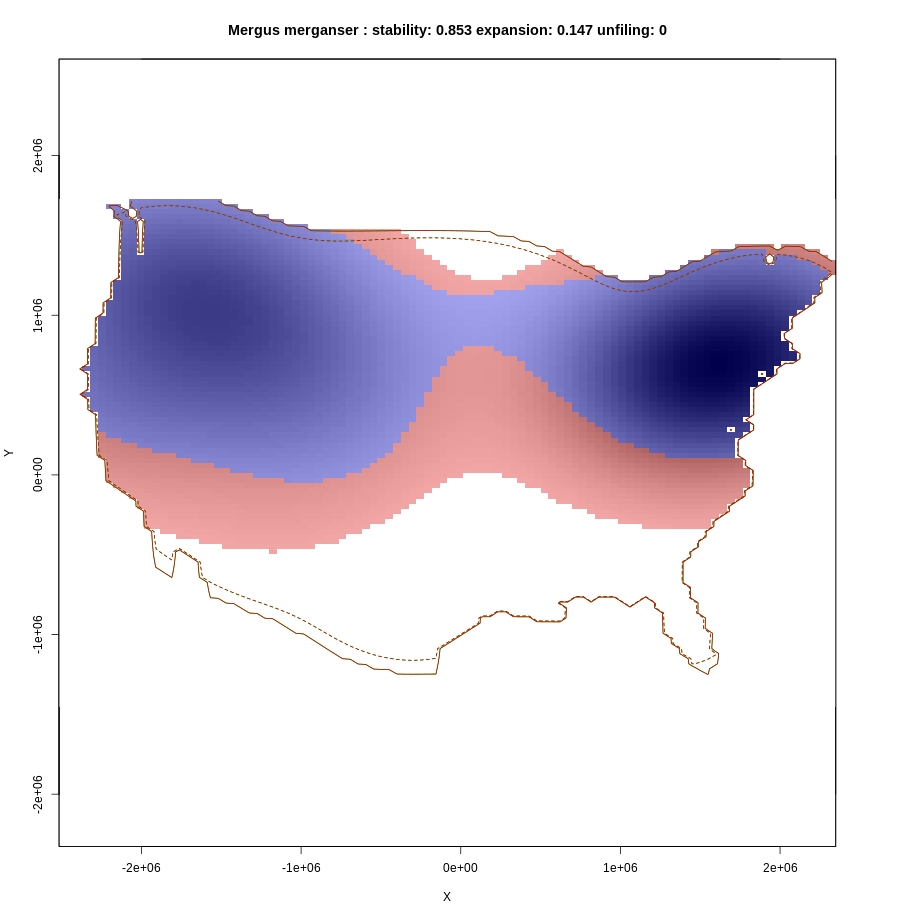 Mergus merganser : stability: 0.853 expansion: 0.147 unfiling: 0
2e+06
1e+06
0e+00
-1e+06
-2e+06
Y
-2e+06 -1e+06 0e+00 1e+06 2e+06
X